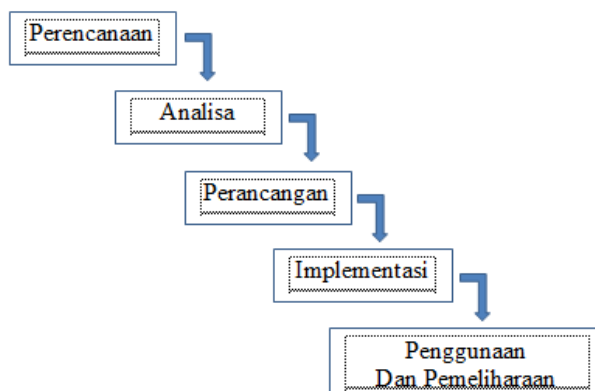 Perencanaan
Analisa
Perancangan
Implementasi
Penggunaan
Dan Pemeliharaan